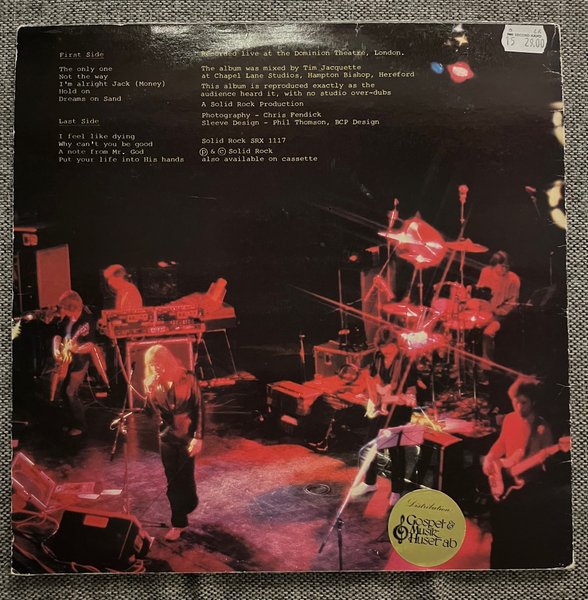 First Side
The only one
Not the way
I'm alright Jack (Money)
Hold on
Dreams on Sand
Last Side
I feel like dying
Why can't you be good
A note from Mr. God
Put your life into His hands
Recorded live at the Dominion Theatre, London.
The album was mixed by Tim Jacquette
at Chapel Lane Studios, Hampton Bishop, Hereford
This album is reproduced exactly as the
audience heard it, with no studio over-dubs
A Solid Rock Production
Photography - Chris Fendick
Sleeve Design - Phil Thomson, BCP Design
Solid Rock SRX 1117
Ⓟ & © Solid Rock
also available on cassette
29.00
Distribution
Gospel &
Musik
Huset ab